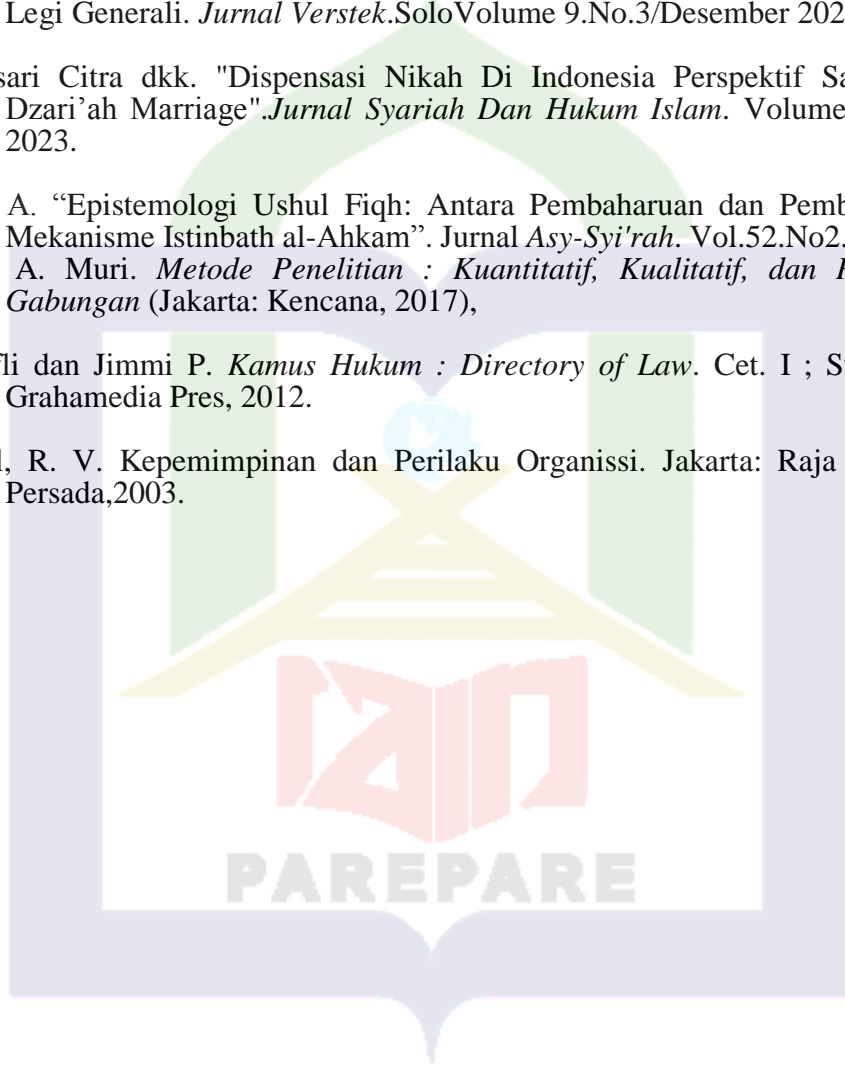 Legi Generali. Jurnal Verstek.SoloVolume 9.No.3/Desember 202
sari Citra dkk. "Dispensasi Nikah Di Indonesia Perspektif Sa
Dzari’ah Marriage".Jurnal Syariah Dan Hukum Islam. Volume
2023.
A. “Epistemologi Ushul Fiqh: Antara Pembaharuan dan Pemb
Mekanisme Istinbath al-Ahkam”. Jurnal Asy-Syi'rah. Vol.52.No2.
A. Muri. Metode Penelitian : Kuantitatif, Kualitatif, dan
Gabungan (Jakarta: Kencana, 2017),
li dan Jimmi P. Kamus Hukum : Directory of Law. Cet. I ; S
Grahamedia Pres, 2012.
l, R. V. Kepemimpinan dan Perilaku Organissi. Jakarta: Raja
Persada,2003.
PAREPARE